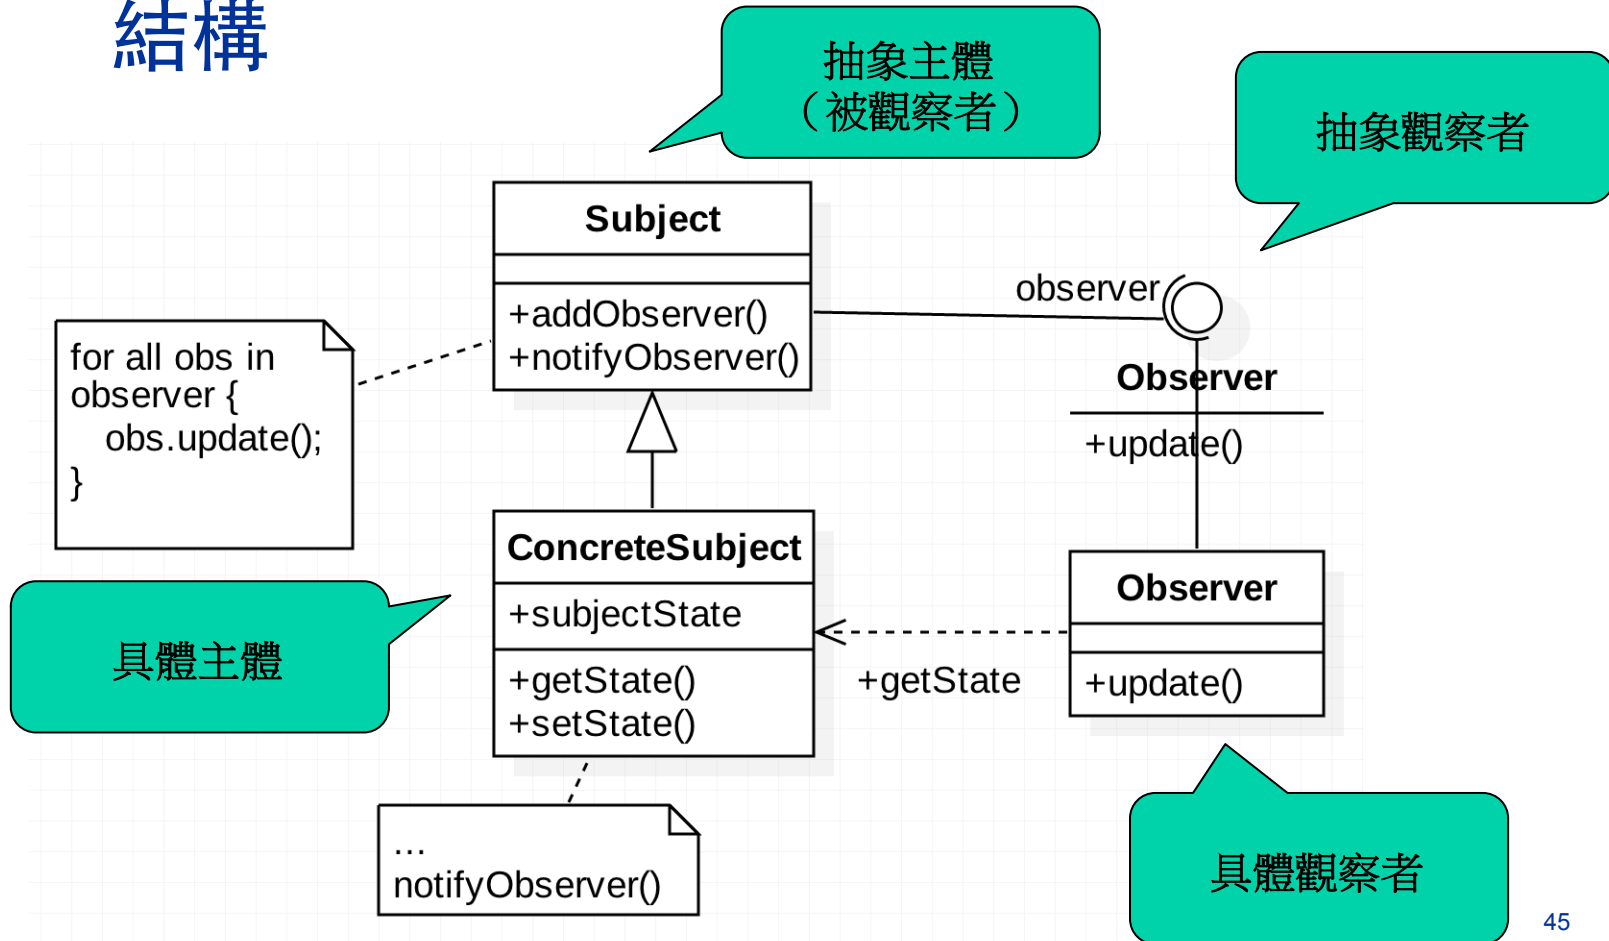 結構
抽象主體
（被觀察者）
抽象觀察者
Subject
+addObserver()
+notifyObserver()
observer
Observer
+update()
for all obs in
observer {
obs.update();
}
ConcreteSubject
+subjectState
+getState()
+setState()
+getState
Observer
+update()
具體主體
...
notifyObserver()
具體觀察者
45